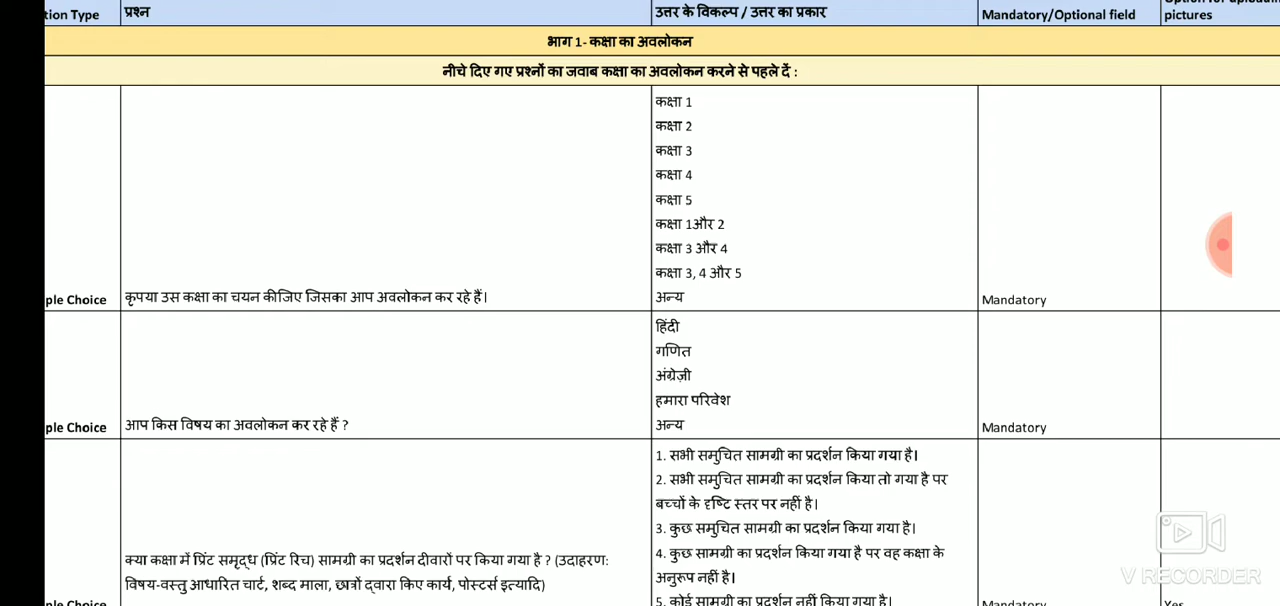 tion Type प्रश्न उत्तर के विकल्प / उत्तर का प्रकार Mandatory/Optional field pictures
भाग 1- कक्षा का अवलोकन
नीचे दिए गए प्रश्नों का जवाब कक्षा का अवलोकन करने से पहले दें :
कक्षा 1
कक्षा 2
कक्षा 3
कक्षा 4
कक्षा 5
कक्षा 1और 2
कक्षा 3 और 4
कक्षा 3, 4 और 5
ple Choice कृपया उस कक्षा का चयन कीजिए जिसका आप अवलोकन कर रहे हैं। अन्य Mandatory
हिंदी
गणित
अंग्रेज़ी
हमारा परिवेश
ple Choice आप किस विषय का अवलोकन कर रहे हैं ? अन्य Mandatory
1. सभी समुचित सामग्री का प्रदर्शन किया गया है।
2. सभी समुचित सामग्री का प्रदर्शन किया तो गया है पर
बच्चों के दृष्टि स्तर पर नहीं है।
3. कुछ समुचित सामग्री का प्रदर्शन किया गया है।
4. कुछ सामग्री का प्रदर्शन किया गया है पर वह कक्षा के
अनुरूप नहीं है।
क्या कक्षा में प्रिंट समृद्ध (प्रिंट रिच) सामग्री का प्रदर्शन दीवारों पर किया गया है ? (उदाहरण:
विषय-वस्तु आधारित चार्ट, शब्द माला, छात्रों द्वारा किए कार्य, पोस्टर्स इत्यादि)
5. कोई सामग्री का प्रदर्शन नहीं किया गया है।
ple Choice Mandatory Yes
V RECORDER